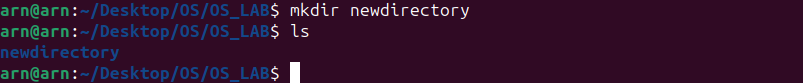 arn@arn:~/Desktop/OS/OS_LAB$ mkdir newdirectory
arn@arn:~/Desktop/OS/OS_LAB$ ls
newdirectory
arn@arn:~/Desktop/OS/OS_LAB$